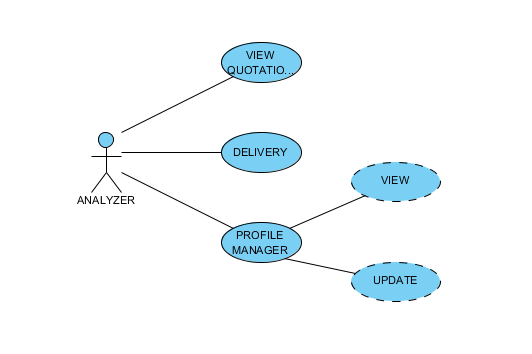 VIEW
QUOTATIO...
DELIVERY
VIEW
ANALYZER
PROFILE
MANAGER
UPDATE